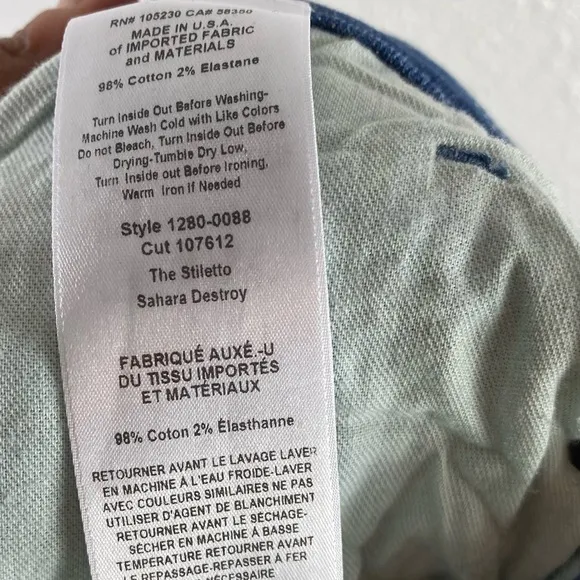 RN# 105230 CA# 58350
MADE IN U.S.A.
of IMPORTED FABRIC
and MATERIALS
98% Cotton 2% Elastane
Turn Inside Out Before Washing-
Machine Wash Cold with Like Colors
Do not Bleach, Turn Inside Out Before
Drying-Tumble Dry Low,
Turn Inside out Before Ironing,
Warm Iron if Needed
Style 1280-0088
Cut 107612
The Stiletto
Sahara Destroy
FABRIQUÉ AUXÉ.-U
DU TISSU IMPORTÉS
ET MATÉRIAUX
98% Coton 2% Élasthanne
RETOURNER AVANT LE LAVAGE LAVER
EN MACHINE À L'EAU FROIDE-LAVER
AVEC COULEURS SIMILAIRES NE PAS
UTILISER D'AGENT DE BLANCHIMENT
RETOURNER AVANT LE SÉCHAGE-
SÉCHER EN MACHINE À BASSE
TEMPÉRATURE RETOURNER AVANT
LE REPASSAGE-REPASSER À FER
NÉCESSAIRE